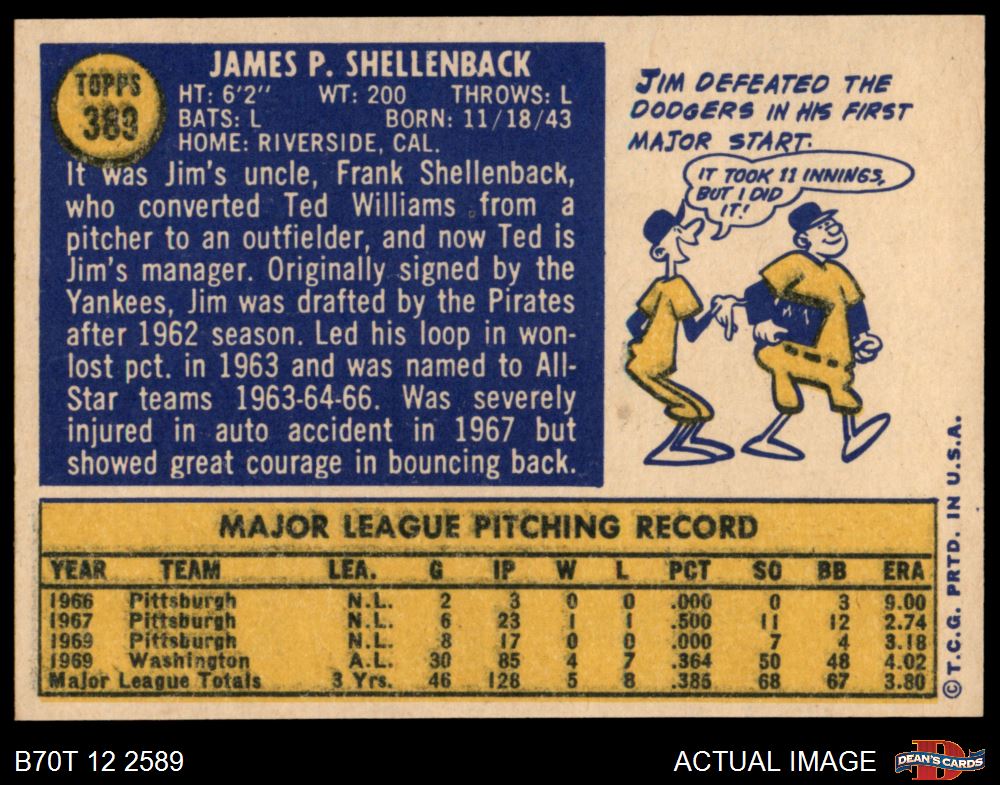 TOPPS
389
JAMES P. SHELLENBACK
HT: 6'2" WT: 200 THROWS: L
BATS: L BORN: 11/18/43
HOME: RIVERSIDE, CAL.
It was Jim's uncle, Frank Shellenback,
who converted Ted Williams from a
pitcher to an outfielder, and now Ted is
Jim's manager. Originally signed by the
Yankees, Jim was drafted by the Pirates
after 1962 season. Led his loop in won-
lost pct. in 1963 and was named to All-
Star teams 1963-64-66. Was severely
injured in auto accident in 1967 but
showed great courage in bouncing back.
JIM DEFEATED THE
DODGERS IN HIS FIRST
MAJOR START.
IT TOOK 11 INNINGS,
BUT I DID
IT!
MAJOR LEAGUE PITCHING RECORD
YEAR TEAM LEA. G IP W L PCT SO BB ERA
1966 Pittsburgh N.L. 2 3 0 0 .000 0 3 9.00
1967 Pittsburgh N.L. 6 23 1 1 .500 11 12 2.74
1969 Pittsburgh N.L. 8 17 0 0 .000 7 4 3.18
1969 Washington A.L. 30 85 4 7 .364 50 48 4.02
Major League Totals 3 Yrs. 46 128 5 8 .385 68 67 3.80
© T.C.G. PRTD. IN U.S.A.
B70T 12 2589
ACTUAL IMAGE
DEAN'S CARDS